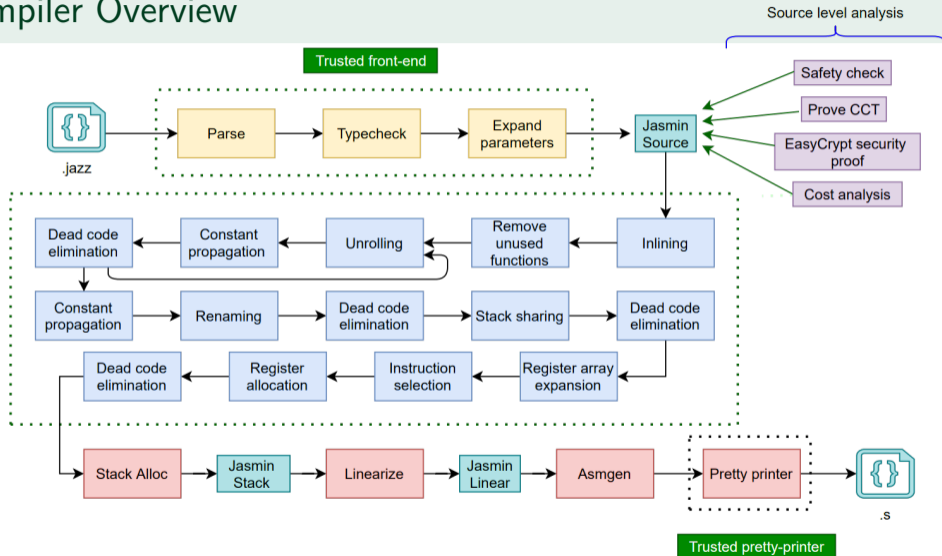 mpiler Overview
Source level analysis
Trusted front-end
Safety check
Prove CCT
EasyCrypt security
proof
Cost analysis
.jazz
Parse
Typecheck
Expand
parameters
Jasmin
Source
Dead code
elimination
Constant
propagation
Unrolling
Remove
unused
functions
Inlining
Constant
propagation
Renaming
Dead code
elimination
Stack sharing
Dead code
elimination
Dead code
elimination
Register
allocation
Instruction
selection
Register array
expansion
Stack Alloc
Jasmin
Stack
Linearize
Jasmin
Linear
Asmgen
Pretty printer
.s
Trusted pretty-printer